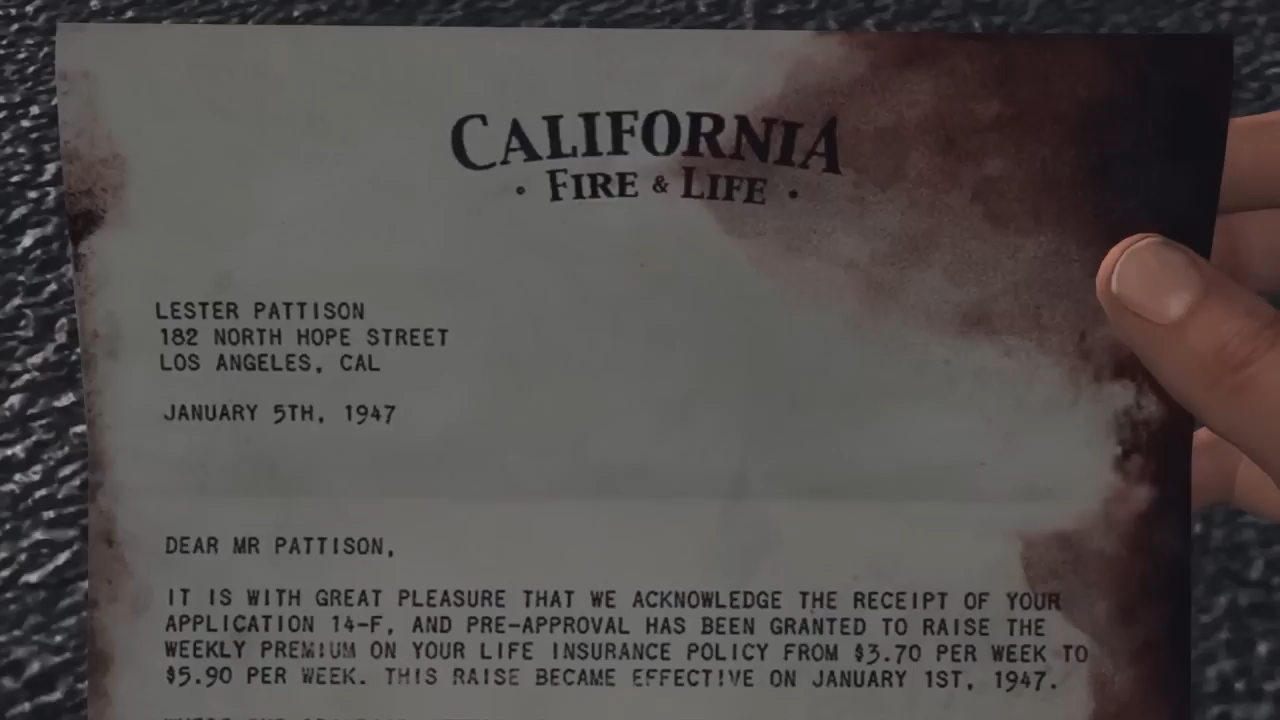 CALIFORNIA
• FIRE & LIFE •
LESTER PATTISON
182 NORTH HOPE STREET
LOS ANGELES, CAL
JANUARY 5TH, 1947
DEAR MR PATTISON,
IT IS WITH GREAT PLEASURE THAT WE ACKNOWLEDGE THE RECEIPT OF YOUR
APPLICATION 14-F, AND PRE-APPROVAL HAS BEEN GRANTED TO RAISE THE
WEEKLY PREMIUM ON YOUR LIFE INSURANCE POLICY FROM $3.70 PER WEEK TO
$5.90 PER WEEK. THIS RAISE BECAME EFFECTIVE ON JANUARY 1ST, 1947.